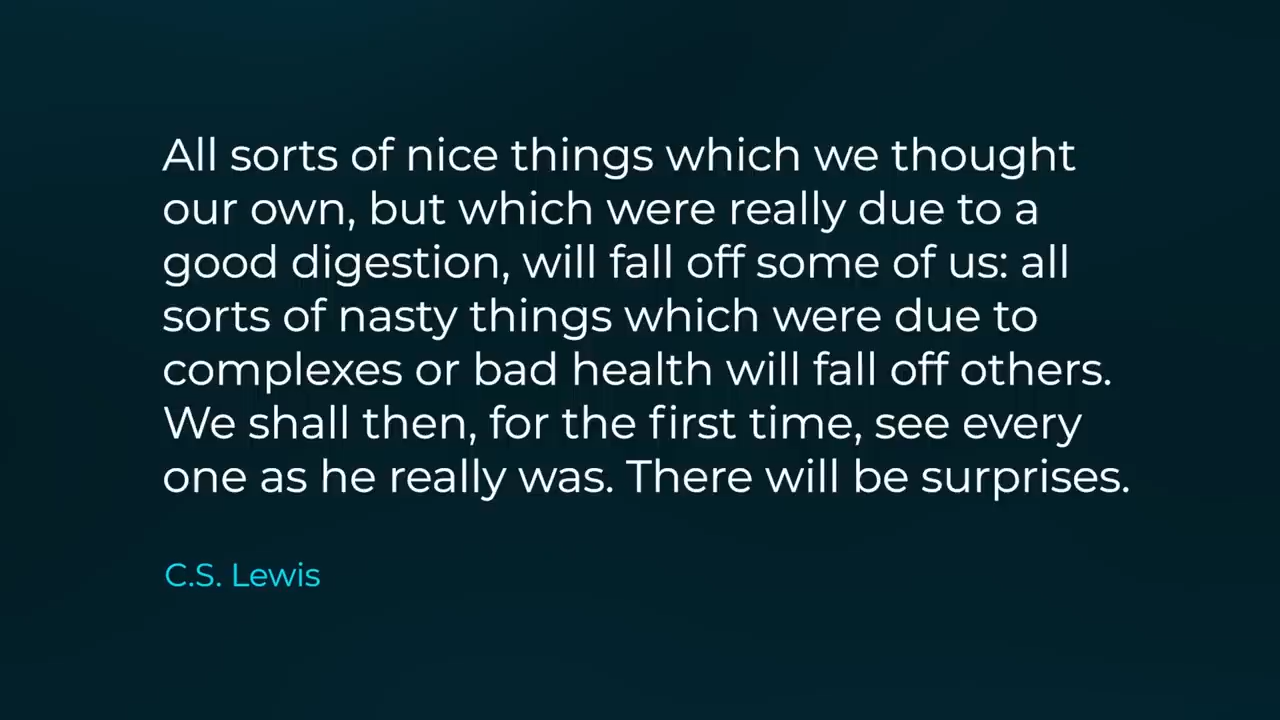 All sorts of nice things which we thought
our own, but which were really due to a
good digestion, will fall off some of us: all
sorts of nasty things which were due to
complexes or bad health will fall off others.
We shall then, for the first time, see every
one as he really was. There will be surprises.
C.S. Lewis